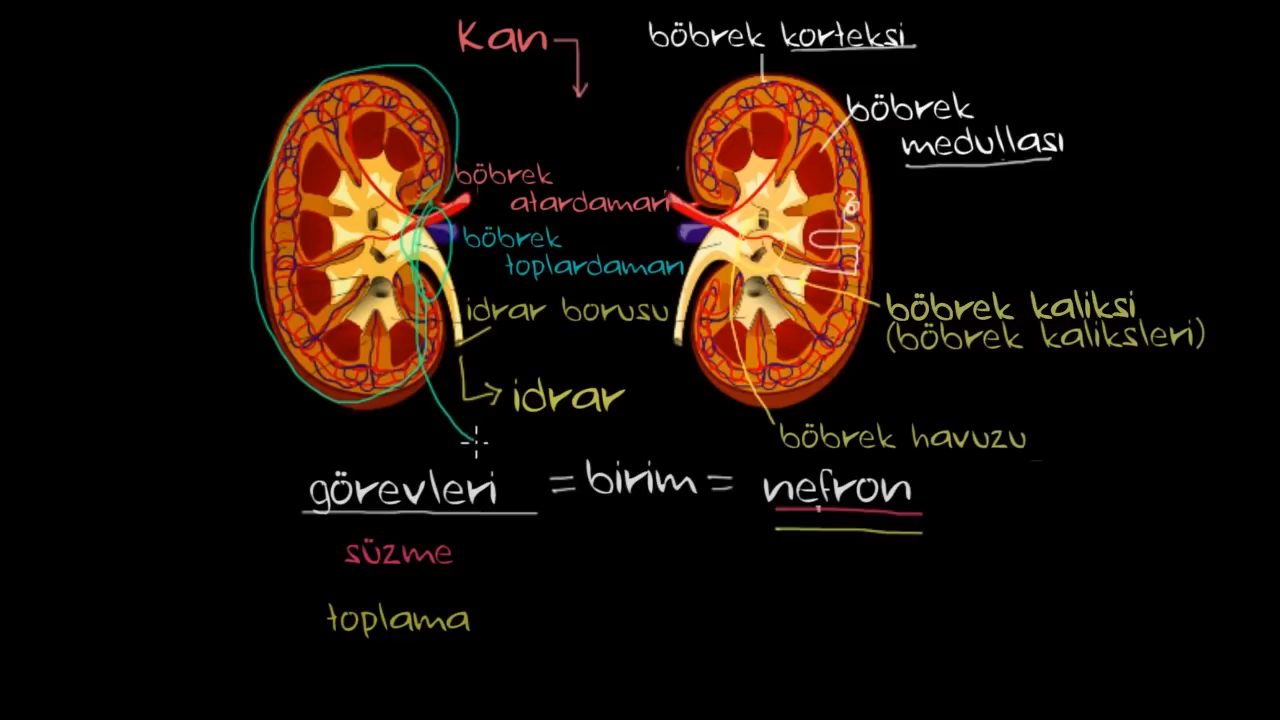 Kan
böbrek korteksi
böbrek
medullası
böbrek
atardamarı
böbrek
toplardamarı
idrar borusu
idrar
böbrek kaliksi
(böbrek kaliksleri)
böbrek havuzu
görevleri = birim = nefron
süzme
toplama